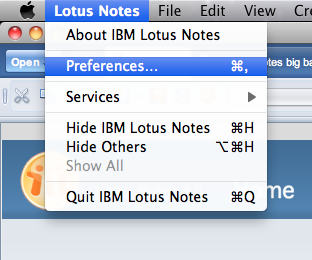 Lotus Notes File Edit View Cre
About IBM Lotus Notes
Open
Preferences... ⌘,
tes big ba
Services
Hide IBM Lotus Notes ⌘H
Hide Others ⌥⌘H
Show All
me
Quit IBM Lotus Notes ⌘Q